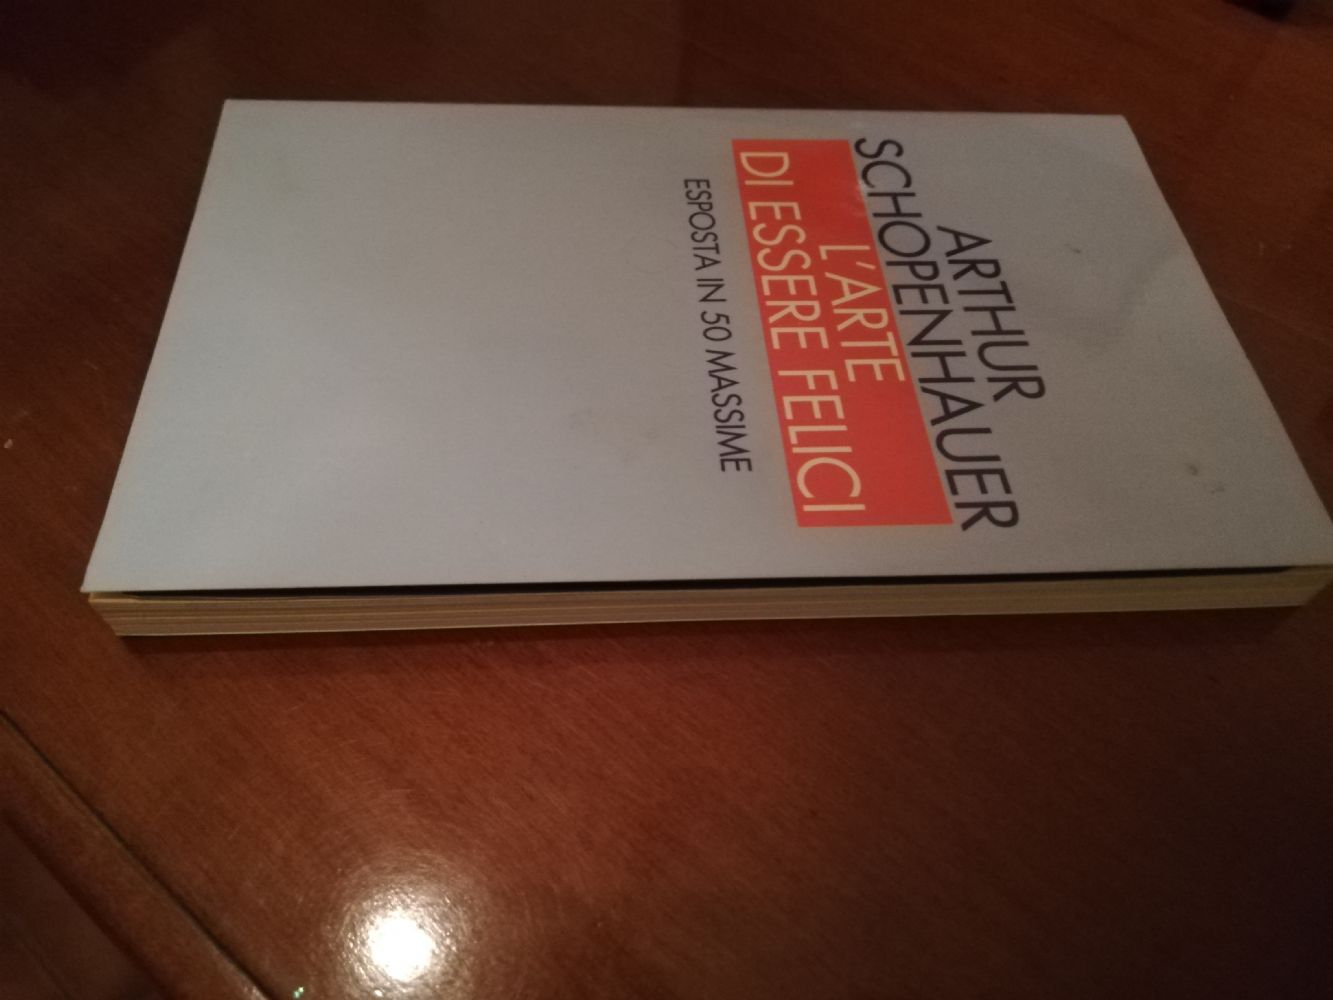 ARTHUR
SCHOPENHAUER
L'ARTE
DI ESSERE FELICI
ESPOSTA IN 50 MASSIME